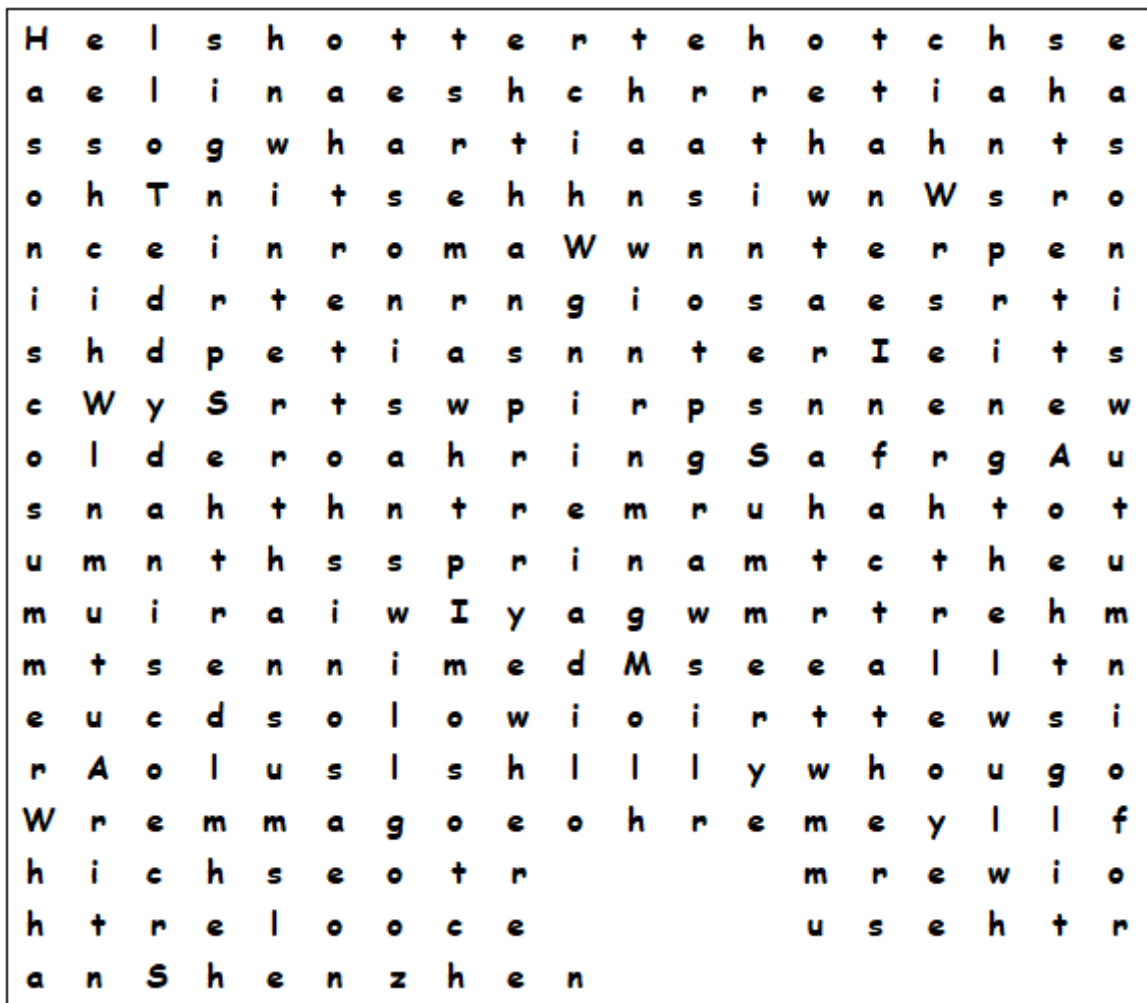 H e l s h o t t e r t e h o t c h s e
a e l i n a e s h c h r r e t i a h a
s s o g w h a r t i a a t h a h n t s
o h T n i t s e h h n s i w n W s r o
n c e i n r o m a W w n n t e r p e n
i i d r t e n r n g i o s a e s r t i
s h d p e t i a s n n t e r I e i t s
c W y S r t s w p i r p s n n e n e w
o l d e r o a h r i n g S a f r g A u
s n a h t h n t r e m r u h a h t o t
u m n t h s s p r i n a m t c t h e u
m u i r a i w I y a g w m r t r e h m
m t s e n n i m e d M s e e a l l t n
e u c d s o l o w i o i r t t e w s i
r A o l u s l s h l l l y w h o u g o
W r e m m a g o e o h r e m e y l l f
h i c h s e o t r m r e w i o
h t r e l o o c e u s e h t r
a n S h e n z h e n